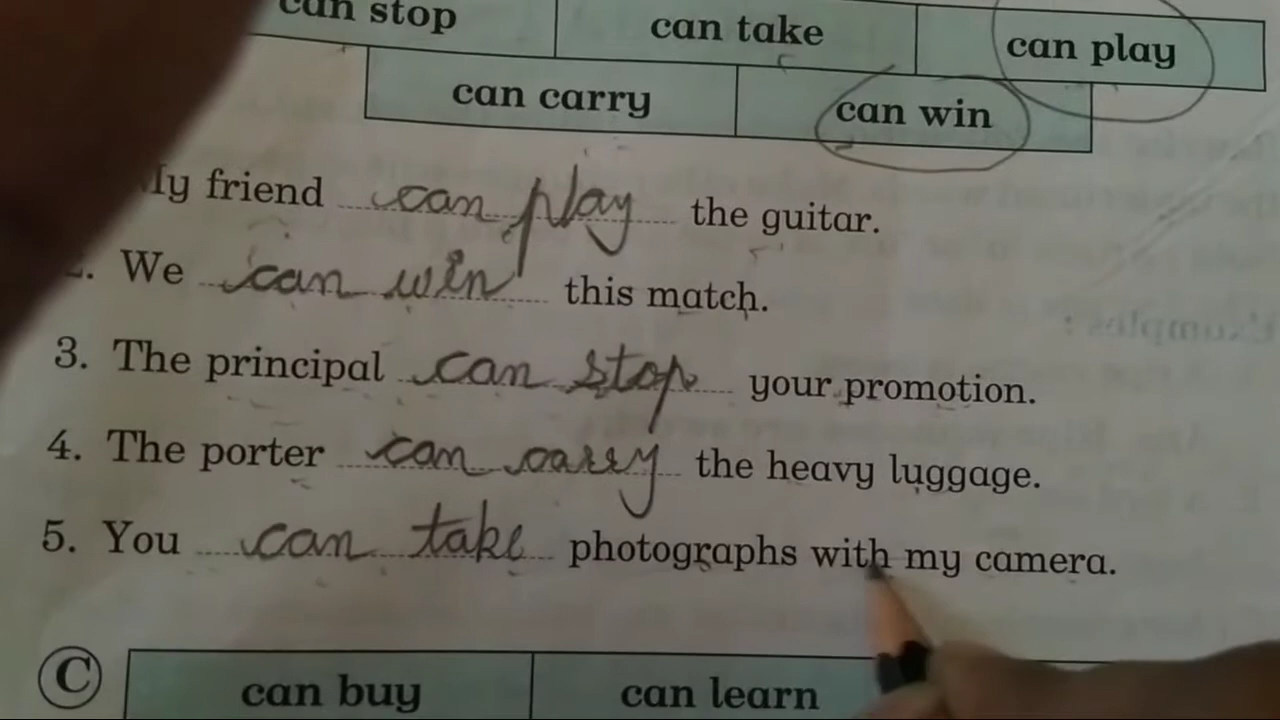 can stop can take can play
can carry can win
My friend can play the guitar.
2. We can win this match.
3. The principal can stop your promotion.
4. The porter can carry the heavy luggage.
5. You can take photographs with my camera.
C can buy can learn